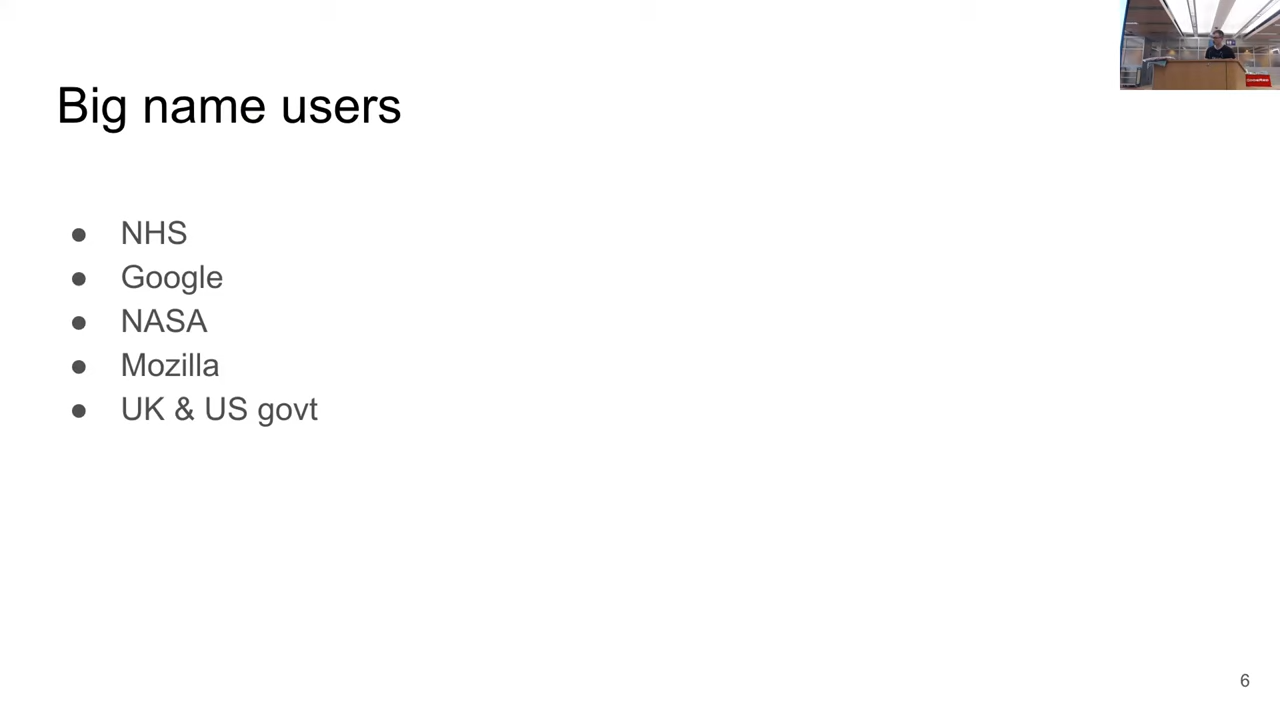 Big name users
● NHS
● Google
● NASA
● Mozilla
● UK & US govt
6